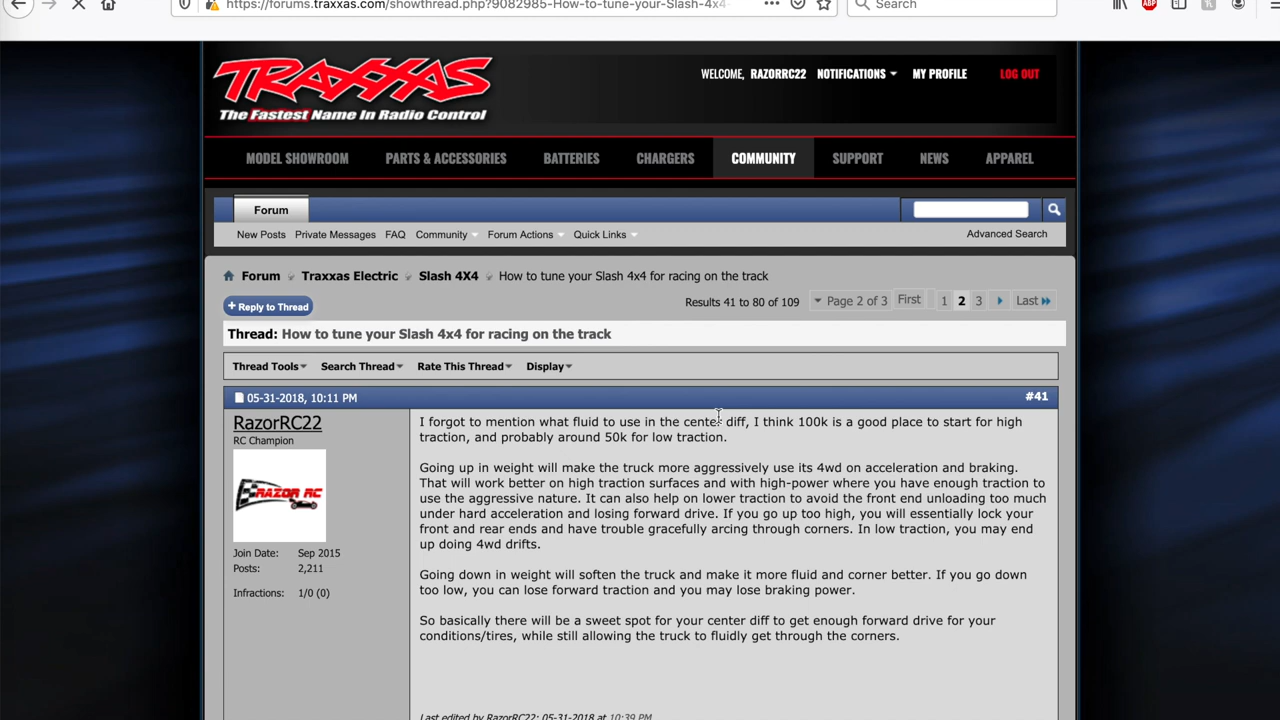 https://forums.traxxas.com/showthread.php?9082985-How-to-tune-your-Slash-4x4-
Search
ABP
TRAXXAS
The Fastest Name In Radio Control
WELCOME, RAZORRC22 NOTIFICATIONS MY PROFILE LOG OUT
MODEL SHOWROOM PARTS & ACCESSORIES BATTERIES CHARGERS COMMUNITY SUPPORT NEWS APPAREL
Forum
New Posts Private Messages FAQ Community Forum Actions Quick Links Advanced Search
Forum Traxxas Electric Slash 4X4 How to tune your Slash 4x4 for racing on the track
+ Reply to Thread Results 41 to 80 of 109 Page 2 of 3 First 1 2 3 Last
Thread: How to tune your Slash 4x4 for racing on the track
Thread Tools Search Thread Rate This Thread Display
05-31-2018, 10:11 PM #41
RazorRC22
RC Champion
RAZOR RC
Join Date: Sep 2015
Posts: 2,211
Infractions: 1/0 (0)
I forgot to mention what fluid to use in the center diff, I think 100k is a good place to start for high
traction, and probably around 50k for low traction.
Going up in weight will make the truck more aggressively use its 4wd on acceleration and braking.
That will work better on high traction surfaces and with high-power where you have enough traction to
use the aggressive nature. It can also help on lower traction to avoid the front end unloading too much
under hard acceleration and losing forward drive. If you go up too high, you will essentially lock your
front and rear ends and have trouble gracefully arcing through corners. In low traction, you may end
up doing 4wd drifts.
Going down in weight will soften the truck and make it more fluid and corner better. If you go down
too low, you can lose forward traction and you may lose braking power.
So basically there will be a sweet spot for your center diff to get enough forward drive for your
conditions/tires, while still allowing the truck to fluidly get through the corners.
Last edited by RazorRC22; 05-31-2018 at 10:39 PM